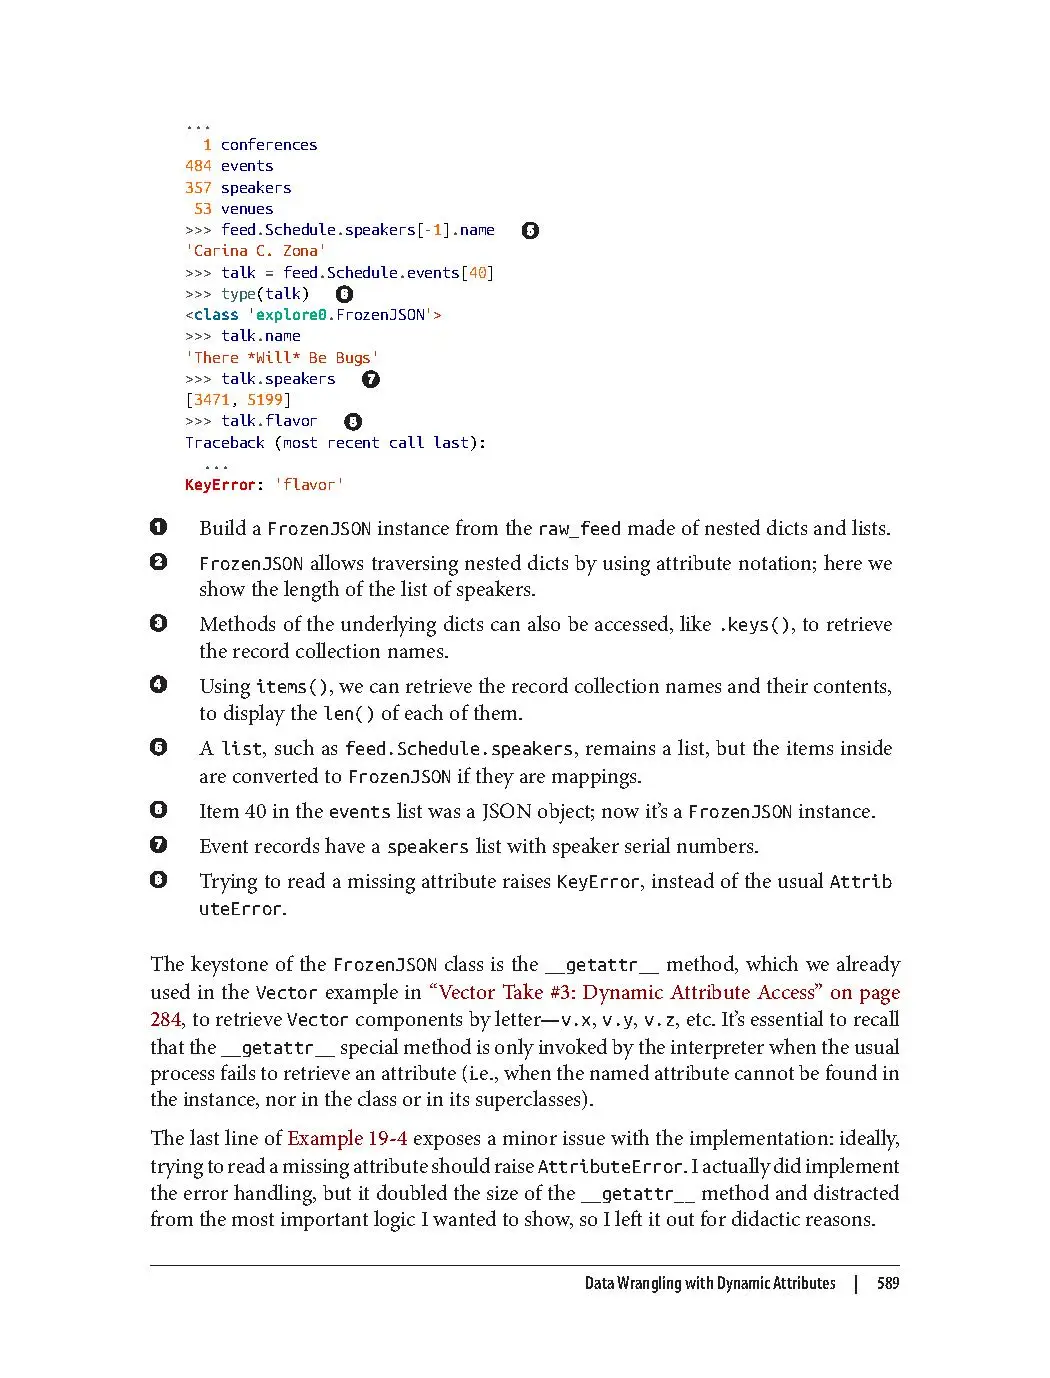 ...
1 conferences
484 events
357 speakers
53 venues
>>> feed.Schedule.speakers[-1].name ❺
'Carina C. Zona'
>>> talk = feed.Schedule.events[40]
>>> type(talk) ❻
<class 'explore0.FrozenJSON'>
>>> talk.name
'There *Will* Be Bugs'
>>> talk.speakers ❼
[3471, 5199]
>>> talk.flavor ❽
Traceback (most recent call last):
...
KeyError: 'flavor'
❶ Build a FrozenJSON instance from the raw_feed made of nested dicts and lists.
❷ FrozenJSON allows traversing nested dicts by using attribute notation; here we
show the length of the list of speakers.
❸ Methods of the underlying dicts can also be accessed, like .keys(), to retrieve
the record collection names.
❹ Using items(), we can retrieve the record collection names and their contents,
to display the len() of each of them.
❺ A list, such as feed.Schedule.speakers, remains a list, but the items inside
are converted to FrozenJSON if they are mappings.
❻ Item 40 in the events list was a JSON object; now it's a FrozenJSON instance.
❼ Event records have a speakers list with speaker serial numbers.
❽ Trying to read a missing attribute raises KeyError, instead of the usual Attrib
uteError.
The keystone of the FrozenJSON class is the __getattr__ method, which we already
used in the Vector example in “Vector Take #3: Dynamic Attribute Access” on page
284, to retrieve Vector components by letter—v.x, v.y, v.z, etc. It's essential to recall
that the __getattr__ special method is only invoked by the interpreter when the usual
process fails to retrieve an attribute (i.e., when the named attribute cannot be found in
the instance, nor in the class or in its superclasses).
The last line of Example 19-4 exposes a minor issue with the implementation: ideally,
trying to read a missing attribute should raise AttributeError. I actually did implement
the error handling, but it doubled the size of the __getattr__ method and distracted
from the most important logic I wanted to show, so I left it out for didactic reasons.
Data Wrangling with Dynamic Attributes | 589